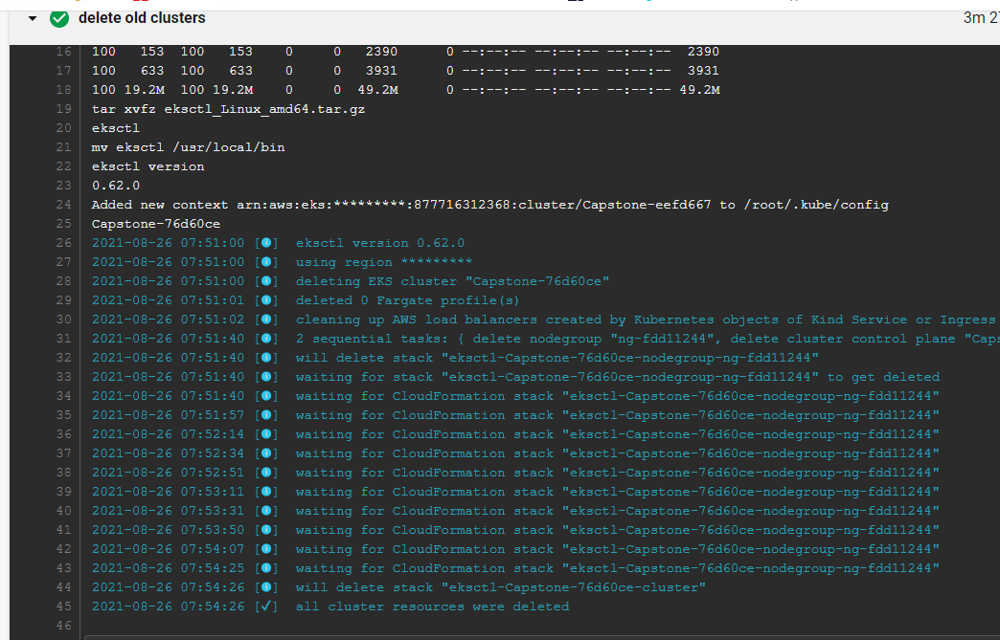 delete old clusters 3m 27
16 100 153 100 153 0 0 2390 0 --:--:-- --:--:-- --:--:-- 2390
17 100 633 100 633 0 0 3931 0 --:--:-- --:--:-- --:--:-- 3931
18 100 19.2M 100 19.2M 0 0 49.2M 0 --:--:-- --:--:-- --:--:-- 49.2M
19 tar xvfz eksctl_Linux_amd64.tar.gz
20 eksctl
21 mv eksctl /usr/local/bin
22 eksctl version
23 0.62.0
24 Added new context arn:aws:eks:*********:877716312368:cluster/Capstone-eefd667 to /root/.kube/config
25 Capstone-76d60ce
26 2021-08-26 07:51:00 [ℹ] eksctl version 0.62.0
27 2021-08-26 07:51:00 [ℹ] using region *********
28 2021-08-26 07:51:00 [ℹ] deleting EKS cluster "Capstone-76d60ce"
29 2021-08-26 07:51:01 [ℹ] deleted 0 Fargate profile(s)
30 2021-08-26 07:51:02 [ℹ] cleaning up AWS load balancers created by Kubernetes objects of Kind Service or Ingress
31 2021-08-26 07:51:40 [ℹ] 2 sequential tasks: { delete nodegroup "ng-fdd11244", delete cluster control plane "Caps
32 2021-08-26 07:51:40 [ℹ] will delete stack "eksctl-Capstone-76d60ce-nodegroup-ng-fdd11244"
33 2021-08-26 07:51:40 [ℹ] waiting for stack "eksctl-Capstone-76d60ce-nodegroup-ng-fdd11244" to get deleted
34 2021-08-26 07:51:40 [ℹ] waiting for CloudFormation stack "eksctl-Capstone-76d60ce-nodegroup-ng-fdd11244"
35 2021-08-26 07:51:57 [ℹ] waiting for CloudFormation stack "eksctl-Capstone-76d60ce-nodegroup-ng-fdd11244"
36 2021-08-26 07:52:14 [ℹ] waiting for CloudFormation stack "eksctl-Capstone-76d60ce-nodegroup-ng-fdd11244"
37 2021-08-26 07:52:34 [ℹ] waiting for CloudFormation stack "eksctl-Capstone-76d60ce-nodegroup-ng-fdd11244"
38 2021-08-26 07:52:51 [ℹ] waiting for CloudFormation stack "eksctl-Capstone-76d60ce-nodegroup-ng-fdd11244"
39 2021-08-26 07:53:11 [ℹ] waiting for CloudFormation stack "eksctl-Capstone-76d60ce-nodegroup-ng-fdd11244"
40 2021-08-26 07:53:31 [ℹ] waiting for CloudFormation stack "eksctl-Capstone-76d60ce-nodegroup-ng-fdd11244"
41 2021-08-26 07:53:50 [ℹ] waiting for CloudFormation stack "eksctl-Capstone-76d60ce-nodegroup-ng-fdd11244"
42 2021-08-26 07:54:07 [ℹ] waiting for CloudFormation stack "eksctl-Capstone-76d60ce-nodegroup-ng-fdd11244"
43 2021-08-26 07:54:25 [ℹ] waiting for CloudFormation stack "eksctl-Capstone-76d60ce-nodegroup-ng-fdd11244"
44 2021-08-26 07:54:26 [ℹ] will delete stack "eksctl-Capstone-76d60ce-cluster"
45 2021-08-26 07:54:26 [✓] all cluster resources were deleted
46